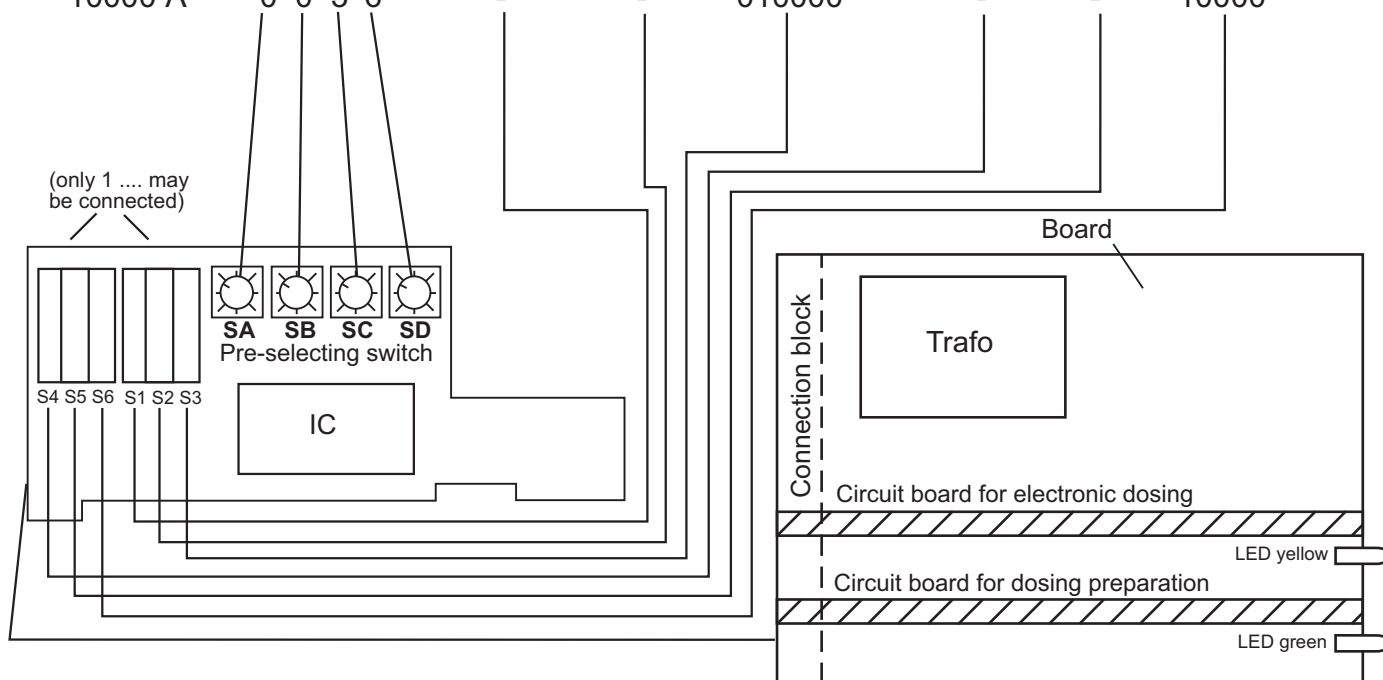 (only 1 .... may
be connected)
Board
SA SB SC SD
Pre-selecting switch
S4 S5 S6 S1 S2 S3
IC
Connection block
Trafo
Circuit board for electronic dosing
LED yellow
Circuit board for dosing preparation
LED green